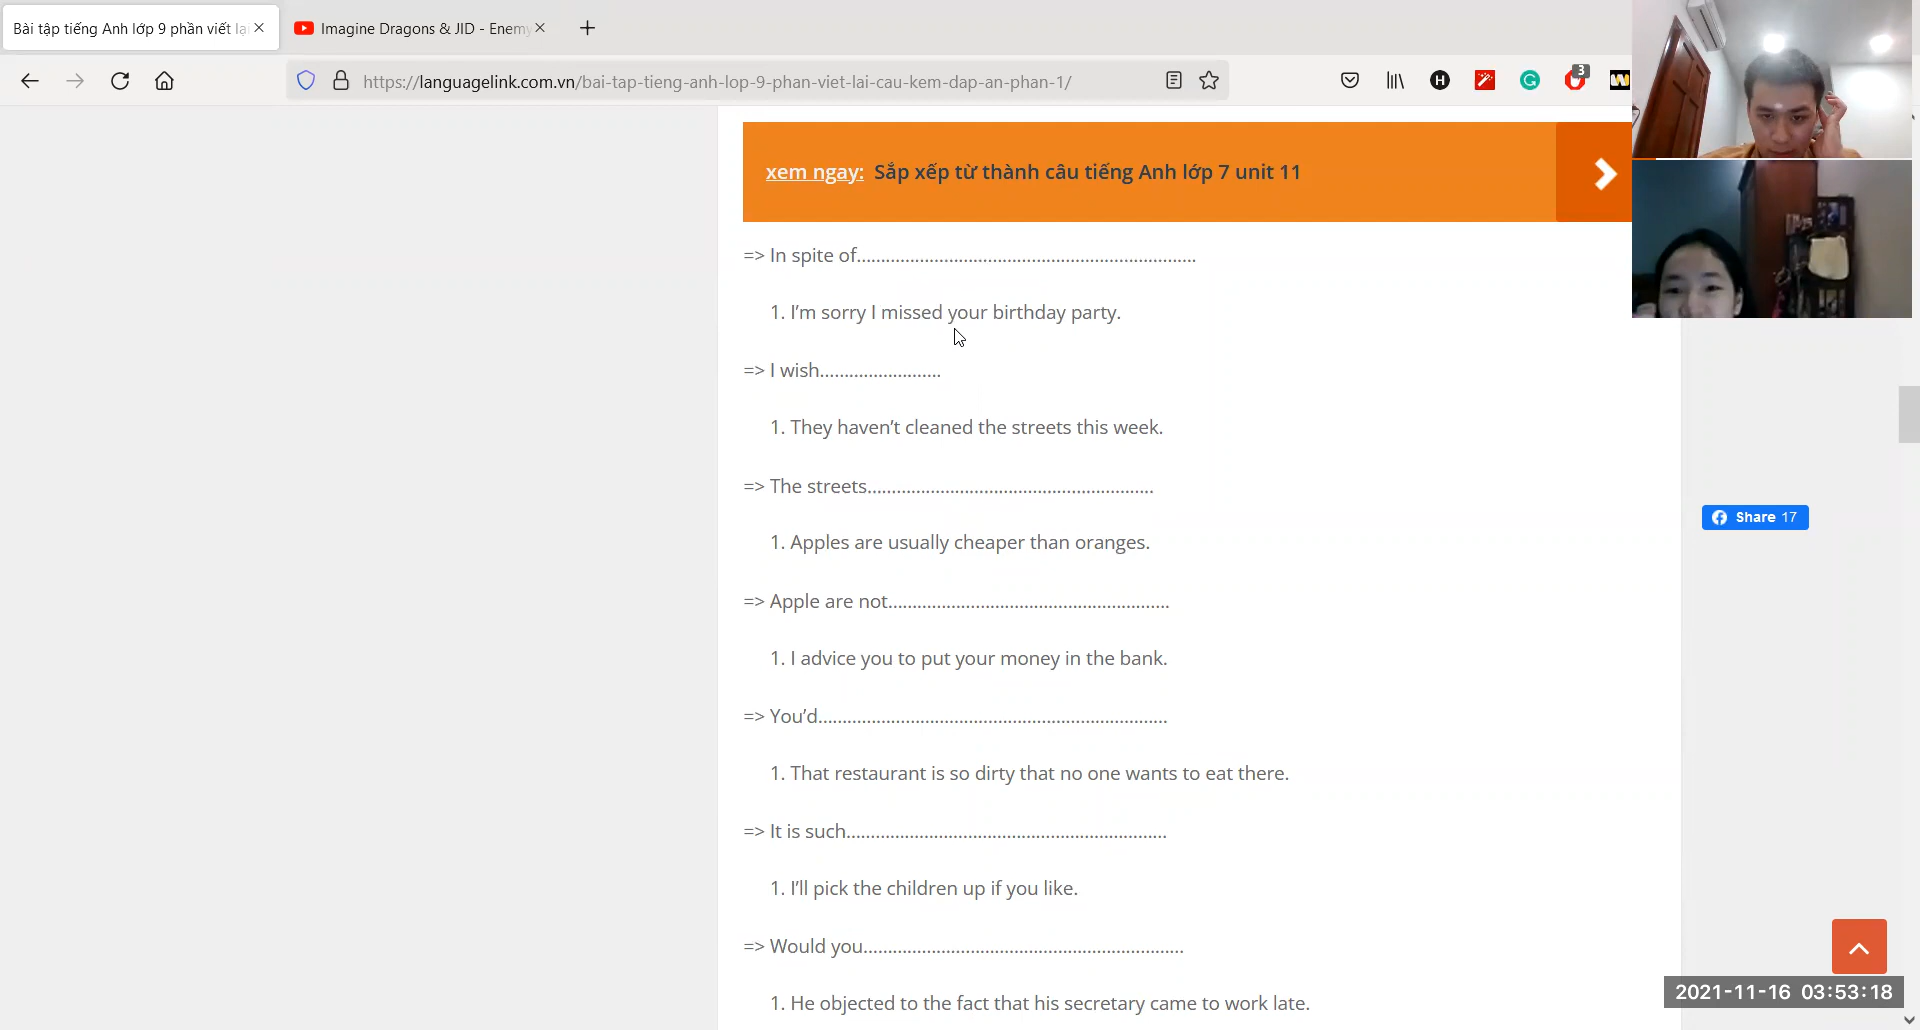 Bài tập tiếng Anh lớp 9 phần viết lại
Imagine Dragons & JID - Enemy
https://languagelink.com.vn/bai-tap-tieng-anh-lop-9-phan-viet-lai-cau-kem-dap-an-phan-1/
H
G
3
W
xem ngay: Sắp xếp từ thành câu tiếng Anh lớp 7 unit 11
=> In spite of......................................................................
1. I’m sorry I missed your birthday party.
=> I wish.........................
1. They haven’t cleaned the streets this week.
=> The streets...........................................................
1. Apples are usually cheaper than oranges.
=> Apple are not..........................................................
1. I advice you to put your money in the bank.
=> You’d........................................................................
Share 17
1. That restaurant is so dirty that no one wants to eat there.
=> It is such..................................................................
1. I’ll pick the children up if you like.
=> Would you..................................................................
1. He objected to the fact that his secretary came to work late.
2021-11-16 03:53:18